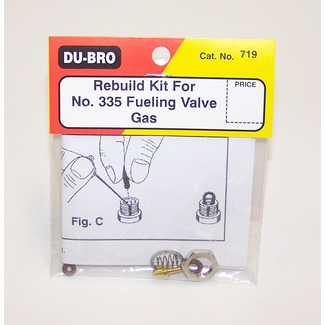 DU-BRO
Cat. No. 719
Rebuild Kit For
No. 335 Fueling Valve
Gas
PRICE
Fig. C